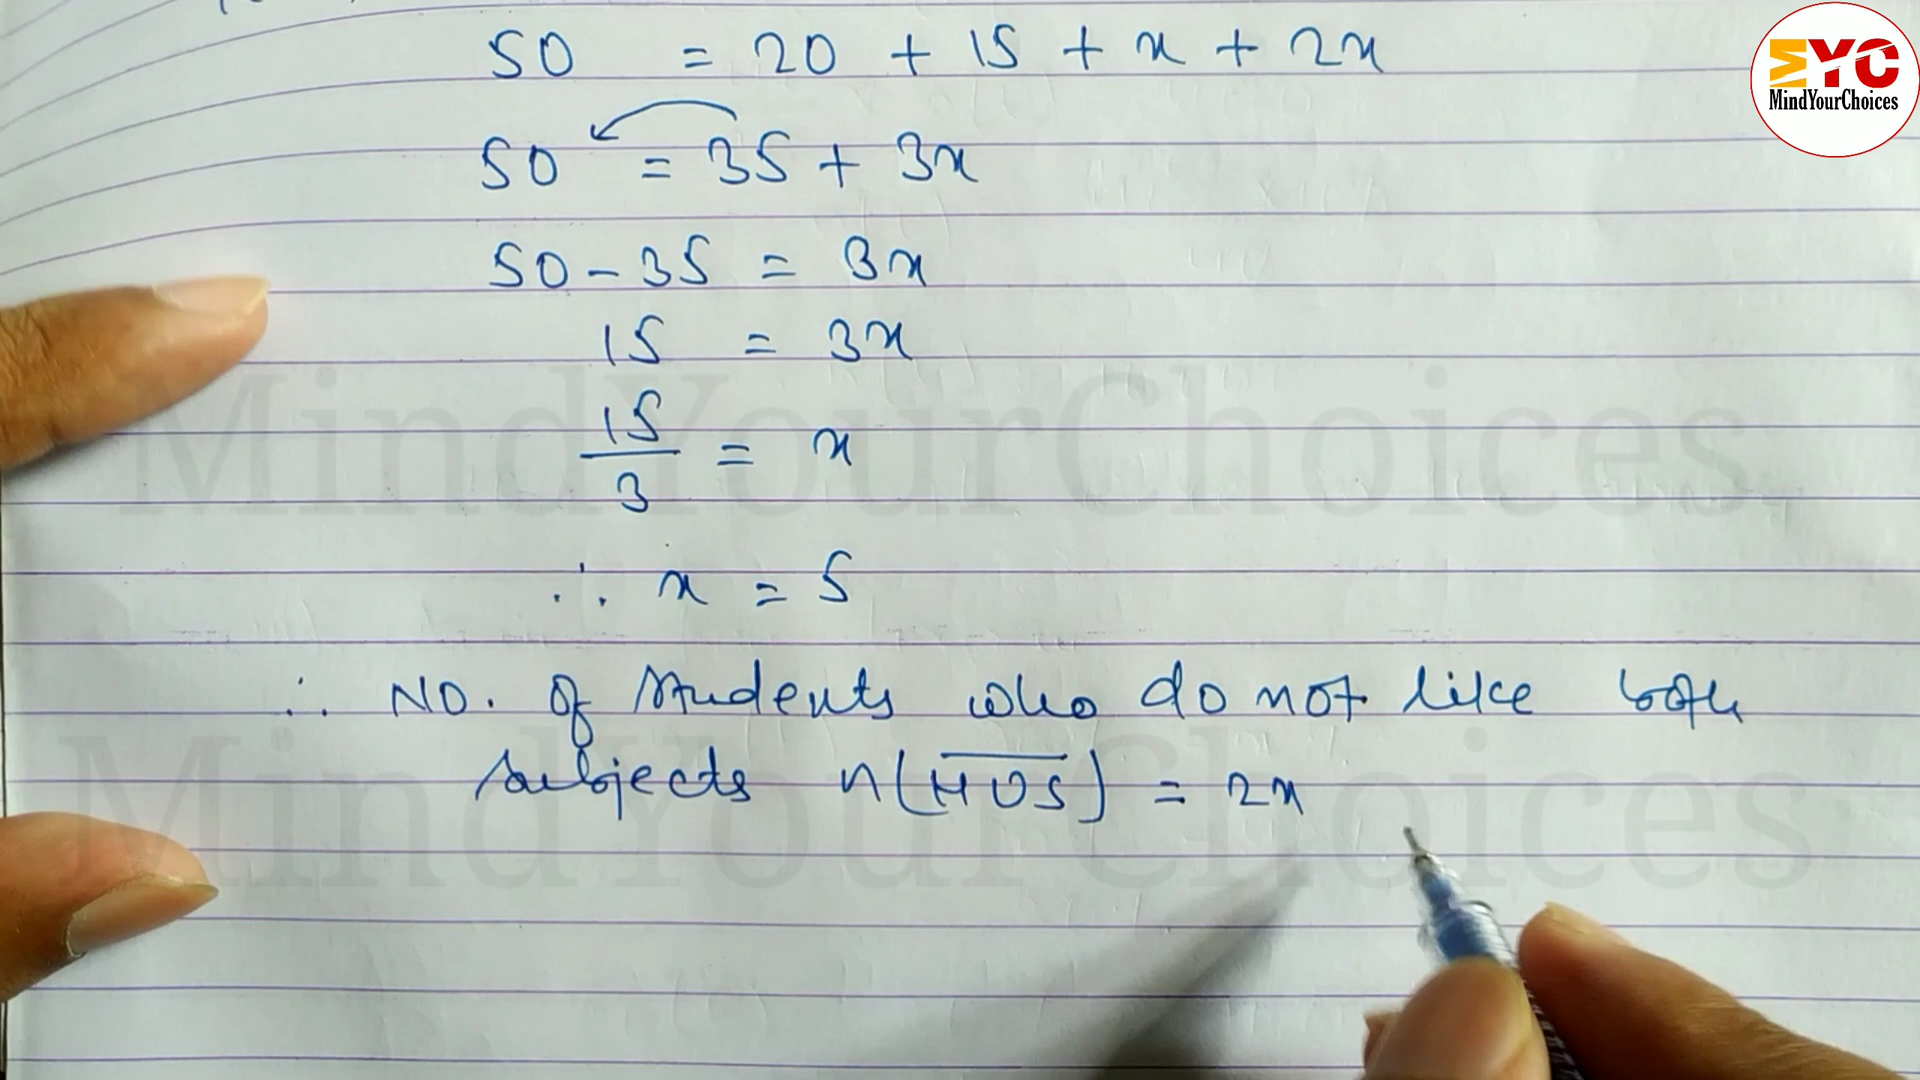 50 = 20 + 15 + x + 2x
MYC
MindYourChoices
50 = 35 + 3x
50 - 35 = 3x
15 = 3x
15/3 = x
MindYourChoices
∴ x = 5
∴ No. of students who do not like both
subjects n(H∪S) = 2x
MindYourChoices